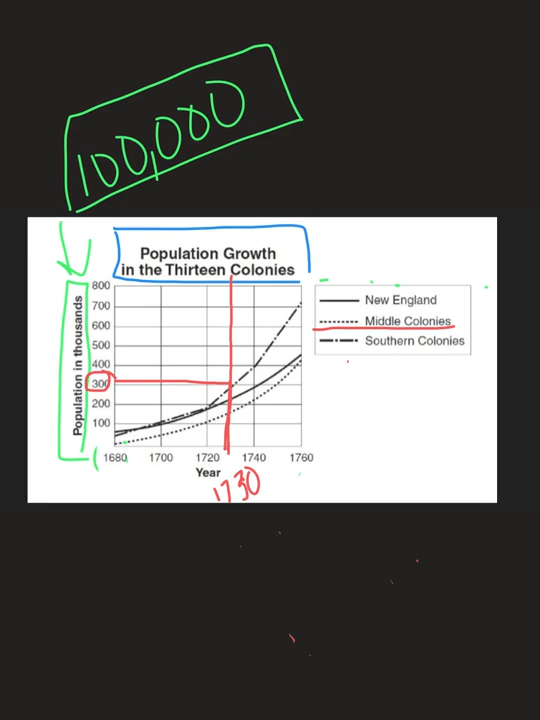 100,000
Population Growth
in the Thirteen Colonies
Population in thousands
800
700
600
500
400
300
200
100
1680 1700 1720 1740 1760
Year
1730
New England
Middle Colonies
Southern Colonies